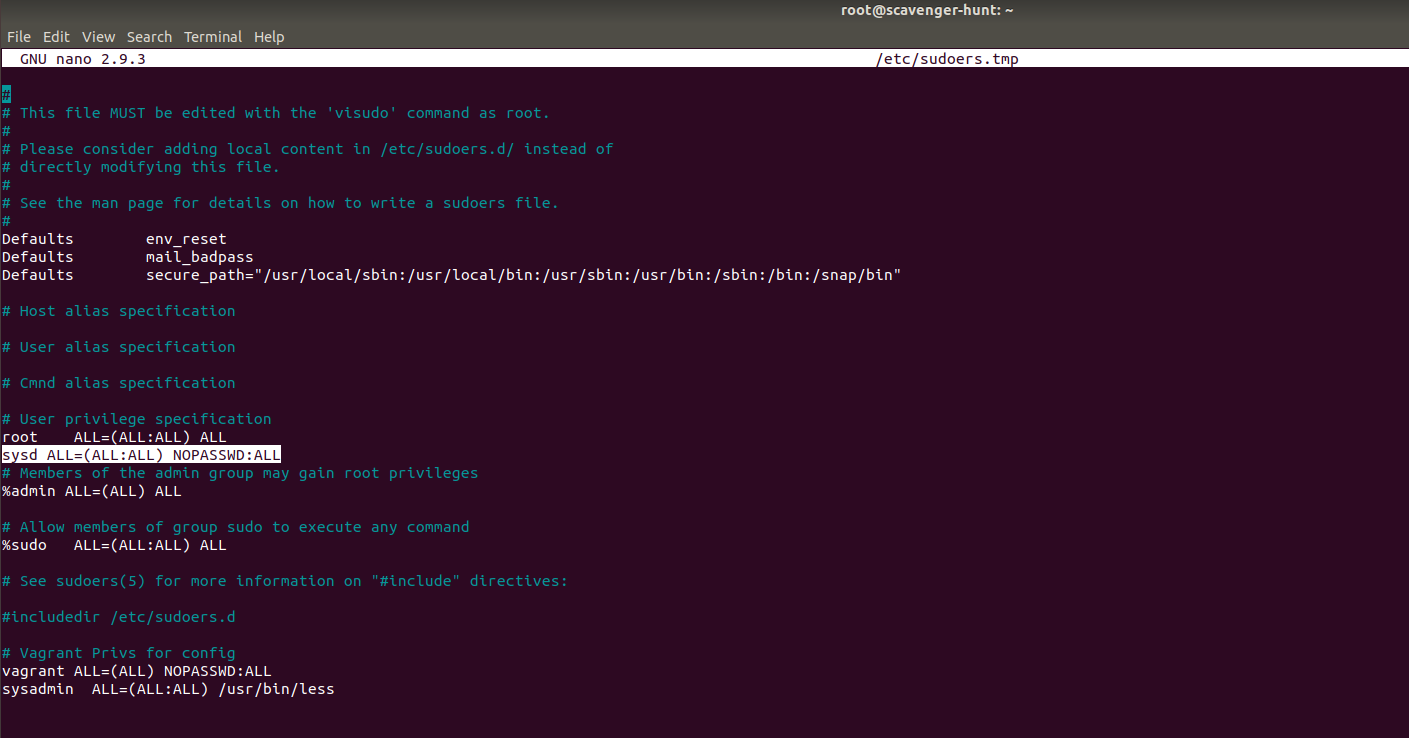 root@scavenger-hunt: ~
File Edit View Search Terminal Help
GNU nano 2.9.3 /etc/sudoers.tmp
#
# This file MUST be edited with the 'visudo' command as root.
#
# Please consider adding local content in /etc/sudoers.d/ instead of
# directly modifying this file.
#
# See the man page for details on how to write a sudoers file.
#
Defaults env_reset
Defaults mail_badpass
Defaults secure_path="/usr/local/sbin:/usr/local/bin:/usr/sbin:/usr/bin:/sbin:/bin:/snap/bin"
# Host alias specification
# User alias specification
# Cmnd alias specification
# User privilege specification
root ALL=(ALL:ALL) ALL
sysd ALL=(ALL:ALL) NOPASSWD:ALL
# Members of the admin group may gain root privileges
%admin ALL=(ALL) ALL
# Allow members of group sudo to execute any command
%sudo ALL=(ALL:ALL) ALL
# See sudoers(5) for more information on "#include" directives:
#includedir /etc/sudoers.d
# Vagrant Privs for config
vagrant ALL=(ALL) NOPASSWD:ALL
sysadmin ALL=(ALL:ALL) /usr/bin/less